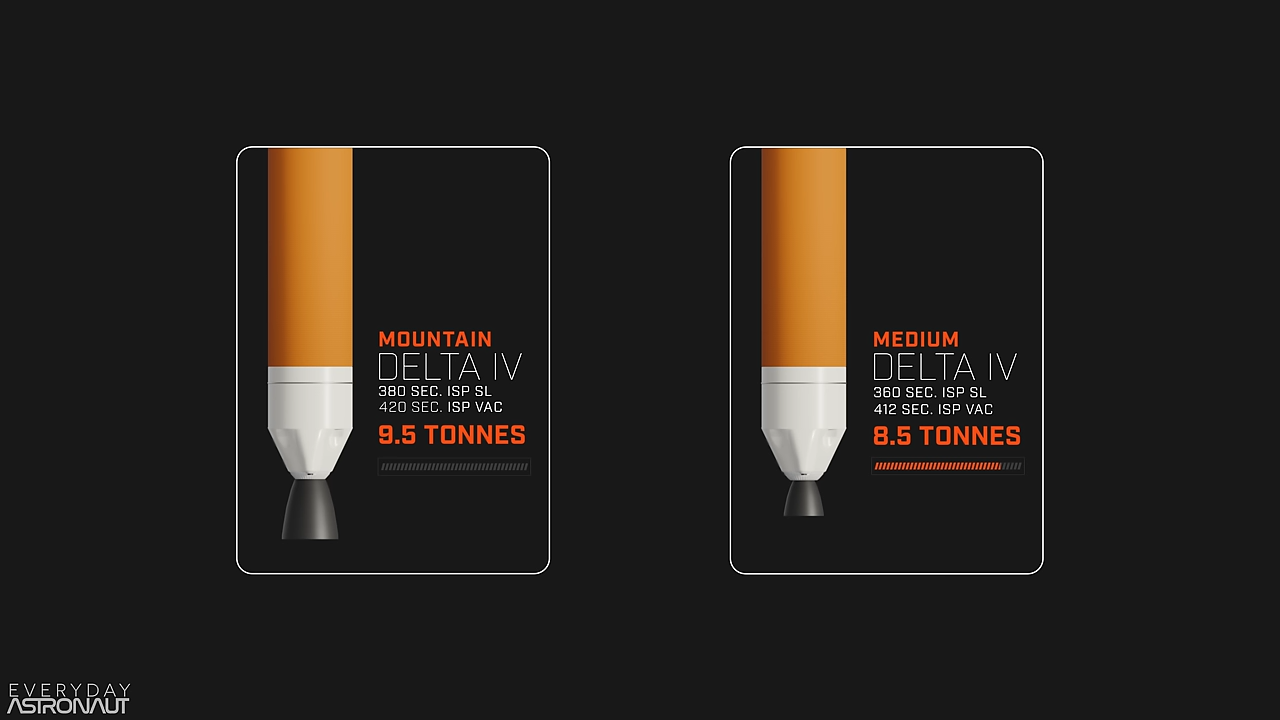 MOUNTAIN
DELTA IV
380 SEC. ISP SL
420 SEC. ISP VAC
9.5 TONNES
MEDIUM
DELTA IV
360 SEC. ISP SL
412 SEC. ISP VAC
8.5 TONNES
EVERYDAY
ASTRONAUT